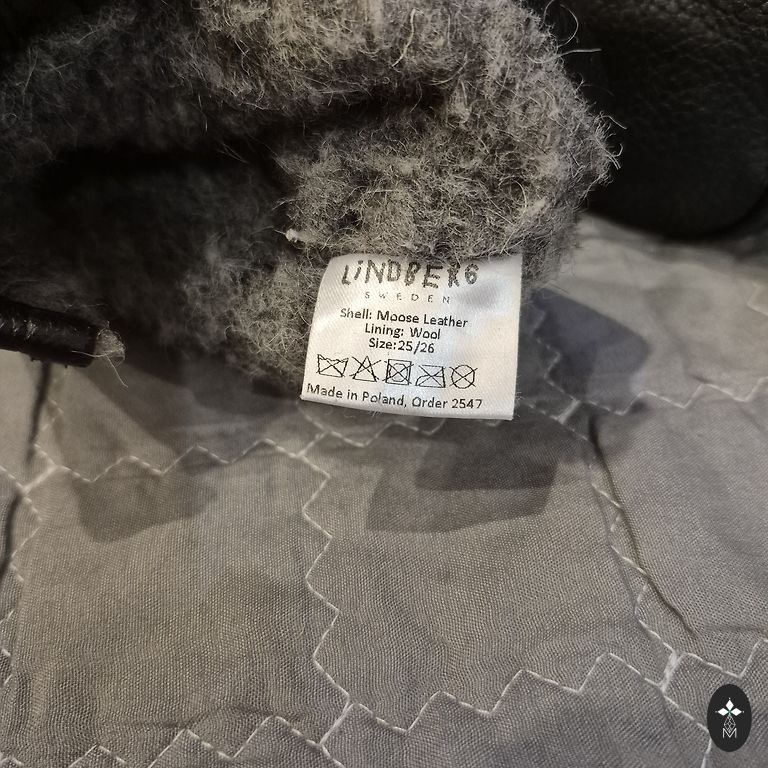 LiNDBERG
SWEDEN
Shell: Moose Leather
Lining: Wool
Size:25/26
Made in Poland, Order 2547
M